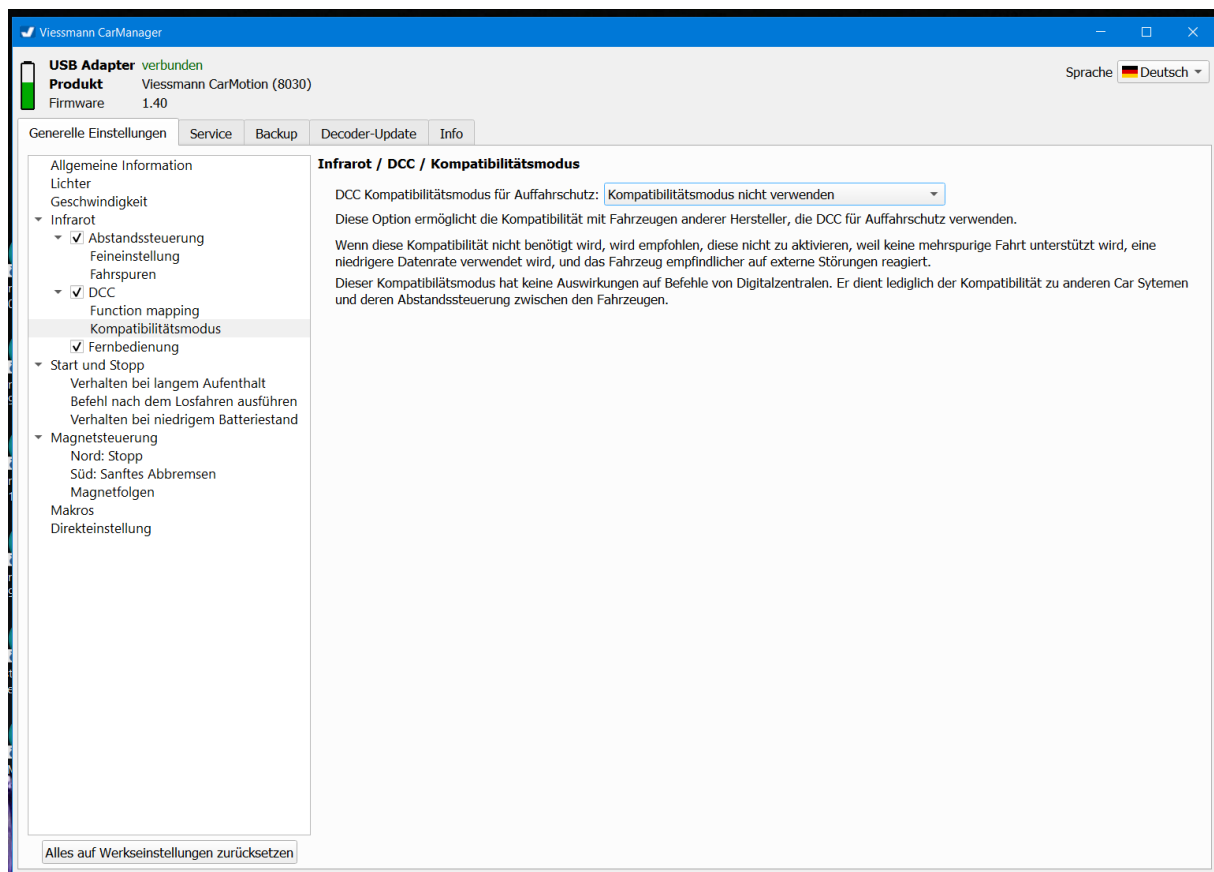 Viessmann CarManager
USB Adapter verbunden
Produkt Viessmann CarMotion (8030)
Firmware 1.40
Sprache Deutsch
Generelle Einstellungen Service Backup Decoder-Update Info
Allgemeine Information
Lichter
Geschwindigkeit
Infrarot
Abstandssteuerung
Feineinstellung
Fahrspuren
DCC
Function mapping
Kompatibilitätsmodus
Fernbedienung
Start und Stopp
Verhalten bei langem Aufenthalt
Befehl nach dem Losfahren ausführen
Verhalten bei niedrigem Batteriestand
Magnetsteuerung
Nord: Stopp
Süd: Sanftes Abbremsen
Magnetfolgen
Makros
Direkteinstellung
Alles auf Werkseinstellungen zurücksetzen
Infrarot / DCC / Kompatibilitätsmodus
DCC Kompatibilitätsmodus für Auffahrschutz: Kompatibilitätsmodus nicht verwenden
Diese Option ermöglicht die Kompatibilität mit Fahrzeugen anderer Hersteller, die DCC für Auffahrschutz verwenden.
Wenn diese Kompatibilität nicht benötigt wird, wird empfohlen, diese nicht zu aktivieren, weil keine mehrspurige Fahrt unterstützt wird, eine
niedrigere Datenrate verwendet wird, und das Fahrzeug empfindlicher auf externe Störungen reagiert.
Dieser Kompatibilätsmodus hat keine Auswirkungen auf Befehle von Digitalzentralen. Er dient lediglich der Kompatibilität zu anderen Car Sytemen
und deren Abstandssteuerung zwischen den Fahrzeugen.